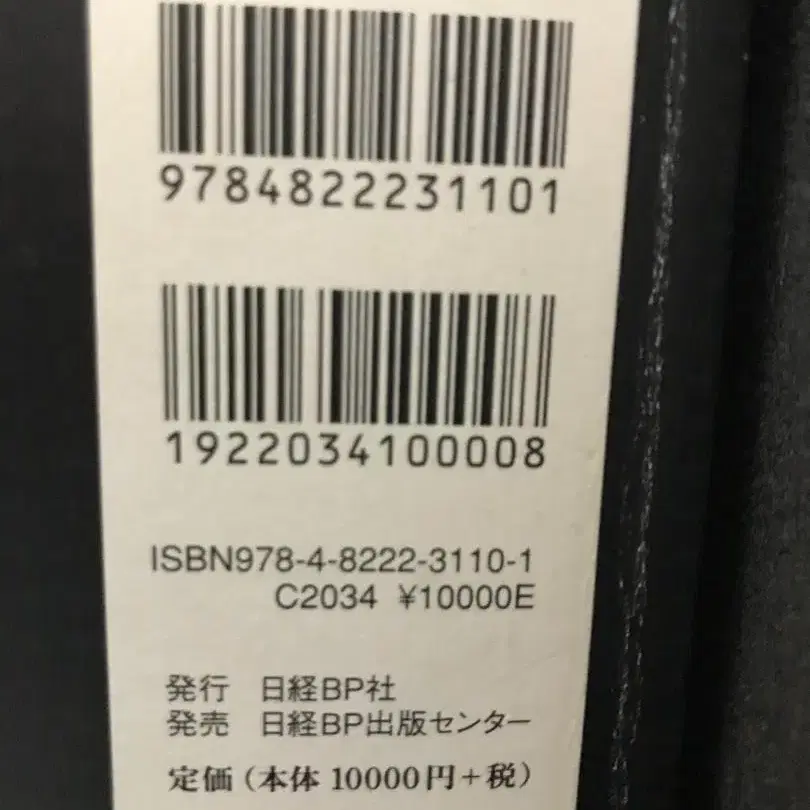 9784822231101
1922034100008
ISBN978-4-8222-3110-1
C2034 ¥10000E
発行 日経BP社
発売 日経BP出版センター
定価(本体 10000円+税)